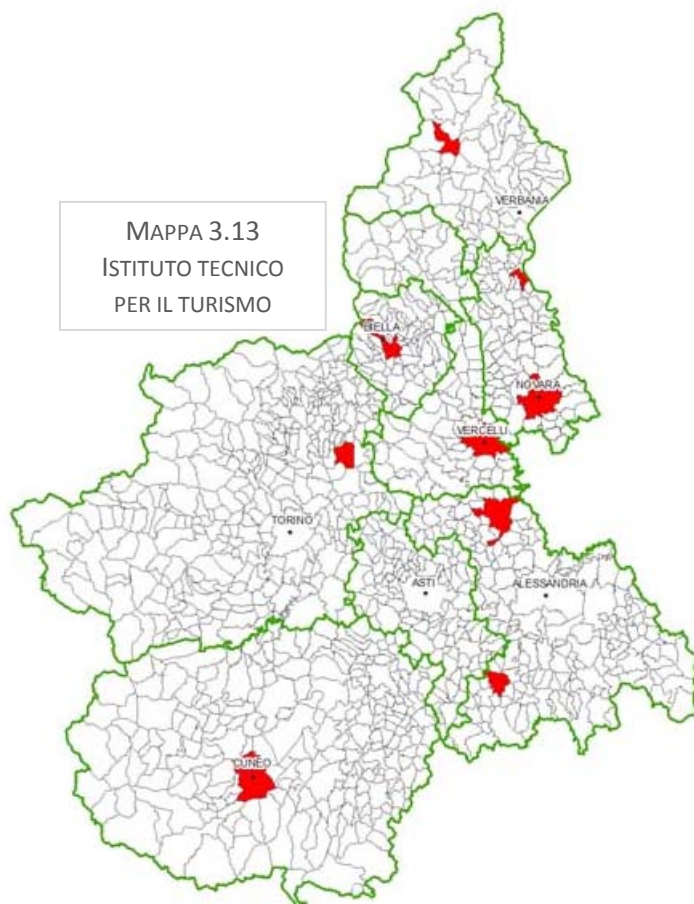 MAPPA 3.13
ISTITUTO TECNICO
PER IL TURISMO
VERBANIA
BIELLA
NOVARA
VERCELLI
TORINO
ASTI
ALESSANDRIA
CUNEO